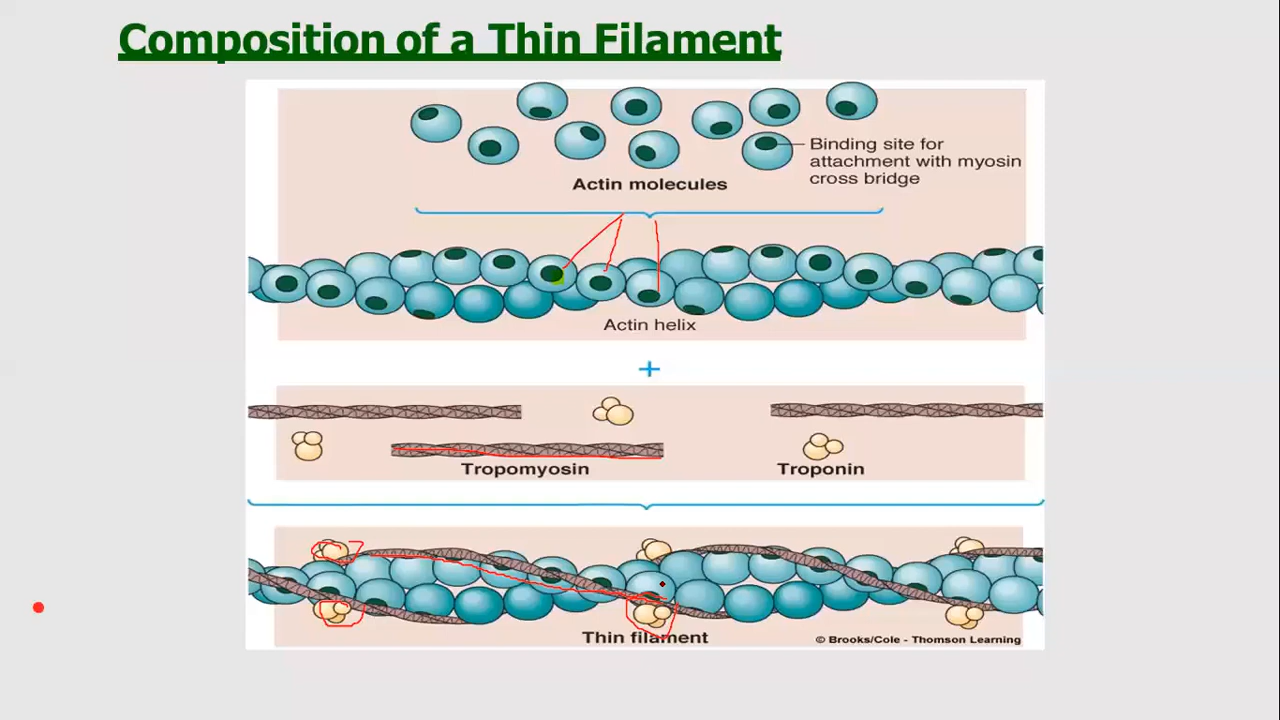 Composition of a Thin Filament
Binding site for
attachment with myosin
cross bridge
Actin molecules
Actin helix
+
Tropomyosin
Troponin
Thin filament
© Brooks/Cole - Thomson Learning